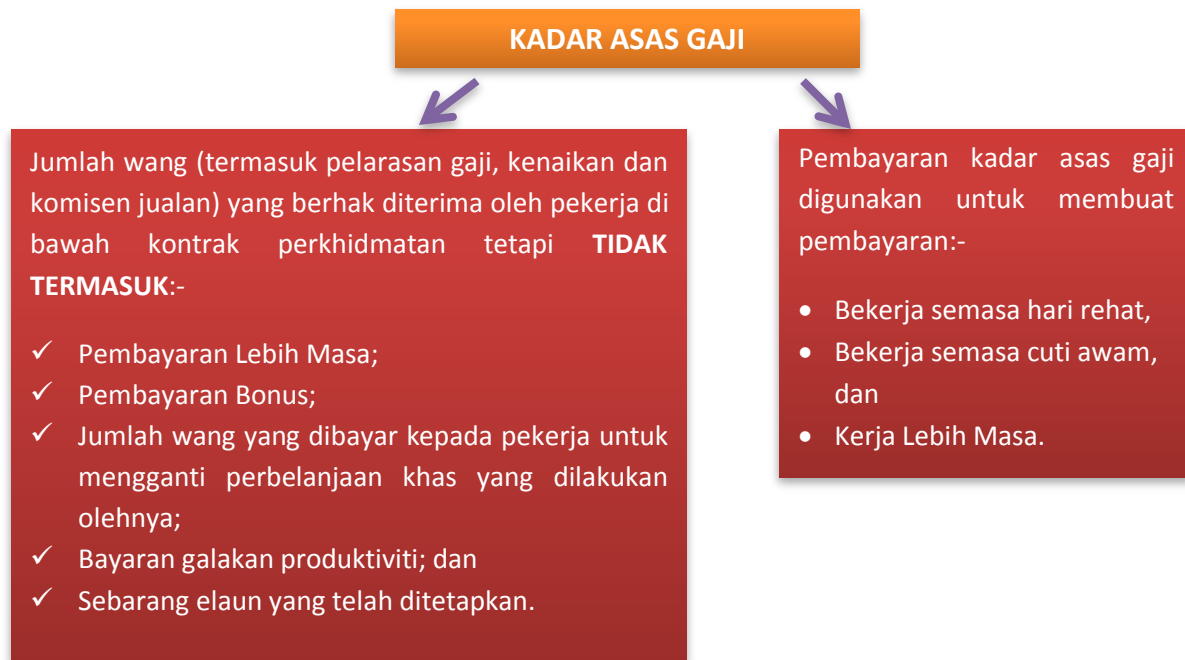 KADAR ASAS GAJI
Jumlah wang (termasuk pelarasan gaji, kenaikan dan
komisen jualan) yang berhak diterima oleh pekerja di
bawah kontrak perkhidmatan tetapi TIDAK
TERMASUK:-
✓ Pembayaran Lebih Masa;
✓ Pembayaran Bonus;
✓ Jumlah wang yang dibayar kepada pekerja untuk
mengganti perbelanjaan khas yang dilakukan
olehnya;
✓ Bayaran galakan produktiviti; dan
✓ Sebarang elaun yang telah ditetapkan.
Pembayaran kadar asas gaji
digunakan untuk membuat
pembayaran:-
• Bekerja semasa hari rehat,
• Bekerja semasa cuti awam,
dan
• Kerja Lebih Masa.